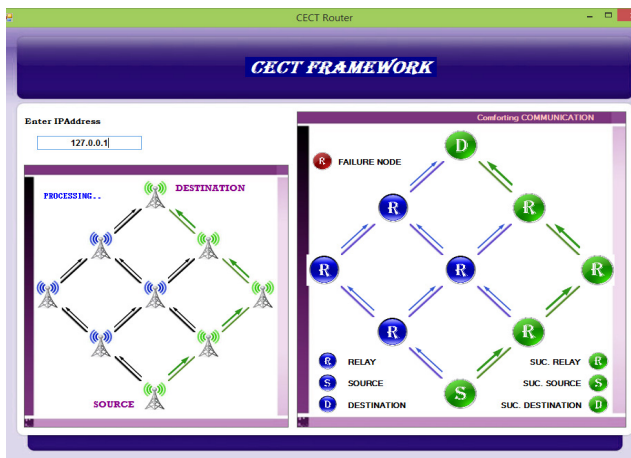 CECT Router
CECT FRAMEWORK
Enter IPAddress
127.0.0.1
PROCESSING..
DESTINATION
SOURCE
Comforting COMMUNICATION
R FAILURE NODE
D
R R
R R R
R R
S
R RELAY
S SOURCE
D DESTINATION
SUC. RELAY R
SUC. SOURCE S
SUC. DESTINATION D